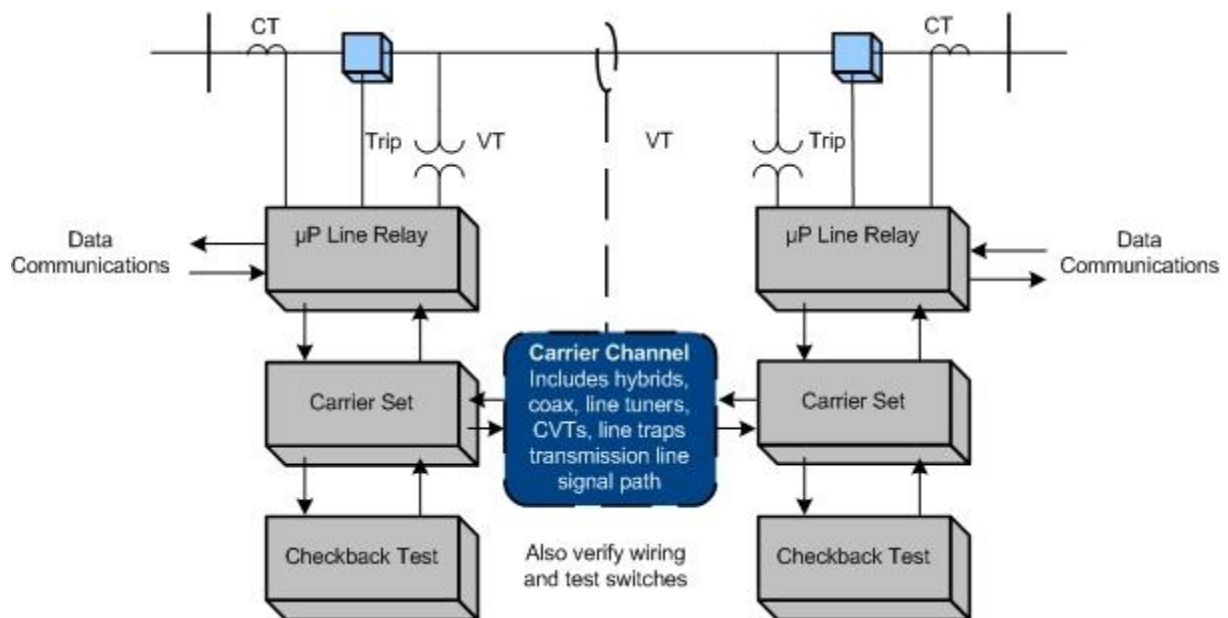 CT
CT
Trip
VT
VT
Trip
µP Line Relay
µP Line Relay
Data
Communications
Data
Communications
Carrier Channel
Includes hybrids,
coax, line tuners,
CVTs, line traps
transmission line
signal path
Carrier Set
Carrier Set
Checkback Test
Also verify wiring
and test switches
Checkback Test